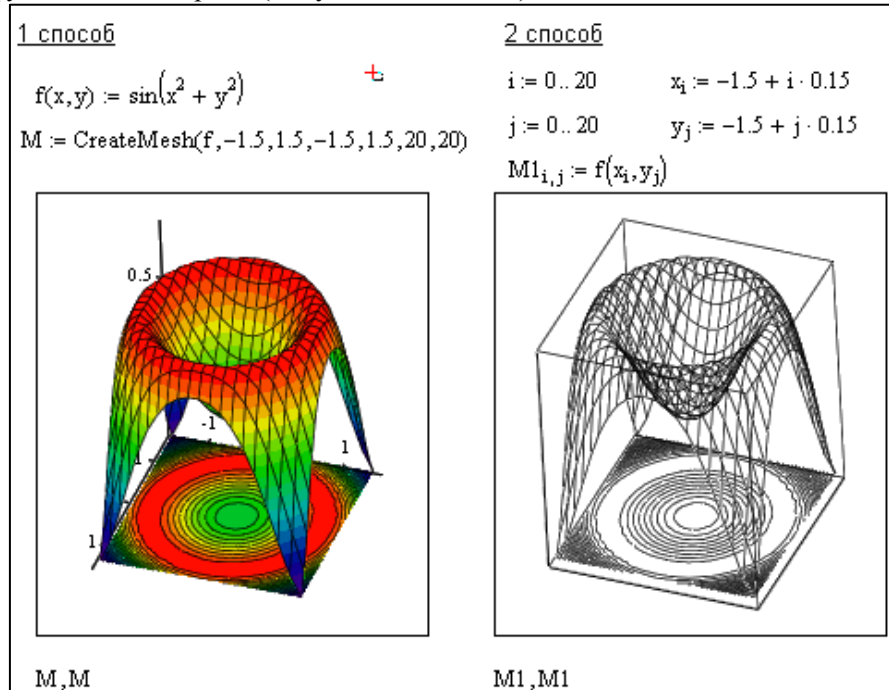 1 способ
f(x,y) := sin(x² + y²)
M := CreateMesh(f,-1.5,1.5,-1.5,1.5,20,20)
0.5
-1
1
1
1
M,M
2 способ
i := 0.. 20 x_i := -1.5 + i · 0.15
j := 0.. 20 y_j := -1.5 + j · 0.15
M1_i,j := f(x_i,y_j)
M1,M1